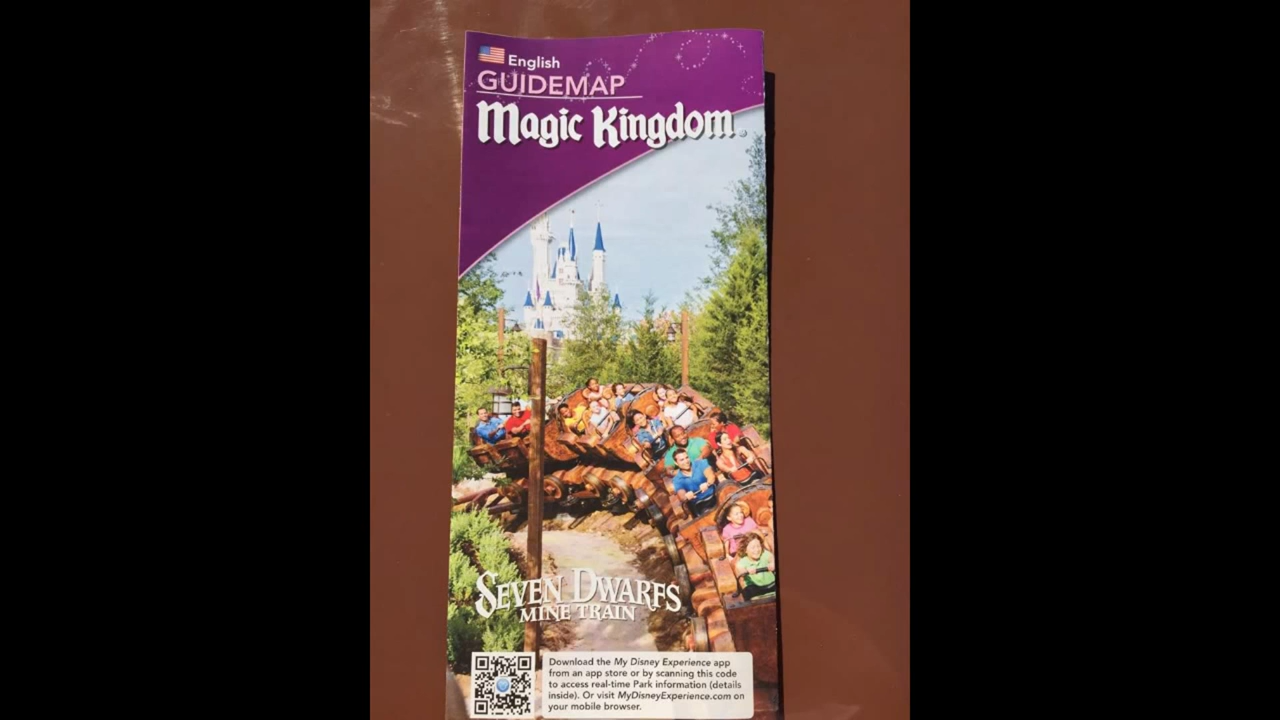 English
GUIDEMAP
Magic Kingdom®
SEVEN DWARFS
MINE TRAIN
Download the My Disney Experience app
from an app store or by scanning this code
to access real-time Park information (details
inside). Or visit MyDisneyExperience.com on
your mobile browser.